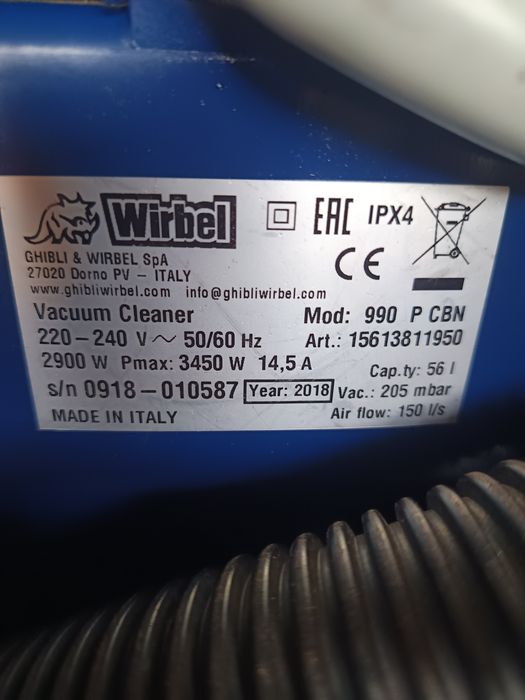 Wirbel
EAC IPX4
CE
GHIBLI & WIRBEL SpA
27020 Dorno PV – ITALY
www.ghibliwirbel.com info@ghibliwirbel.com
Vacuum Cleaner Mod: 990 P CBN
220–240 V ~ 50/60 Hz Art.: 15613811950
2900 W Pmax: 3450 W 14,5 A Cap.ty: 56 l
s/n 0918–010587 Year: 2018 Vac.: 205 mbar
MADE IN ITALY Air flow: 150 l/s